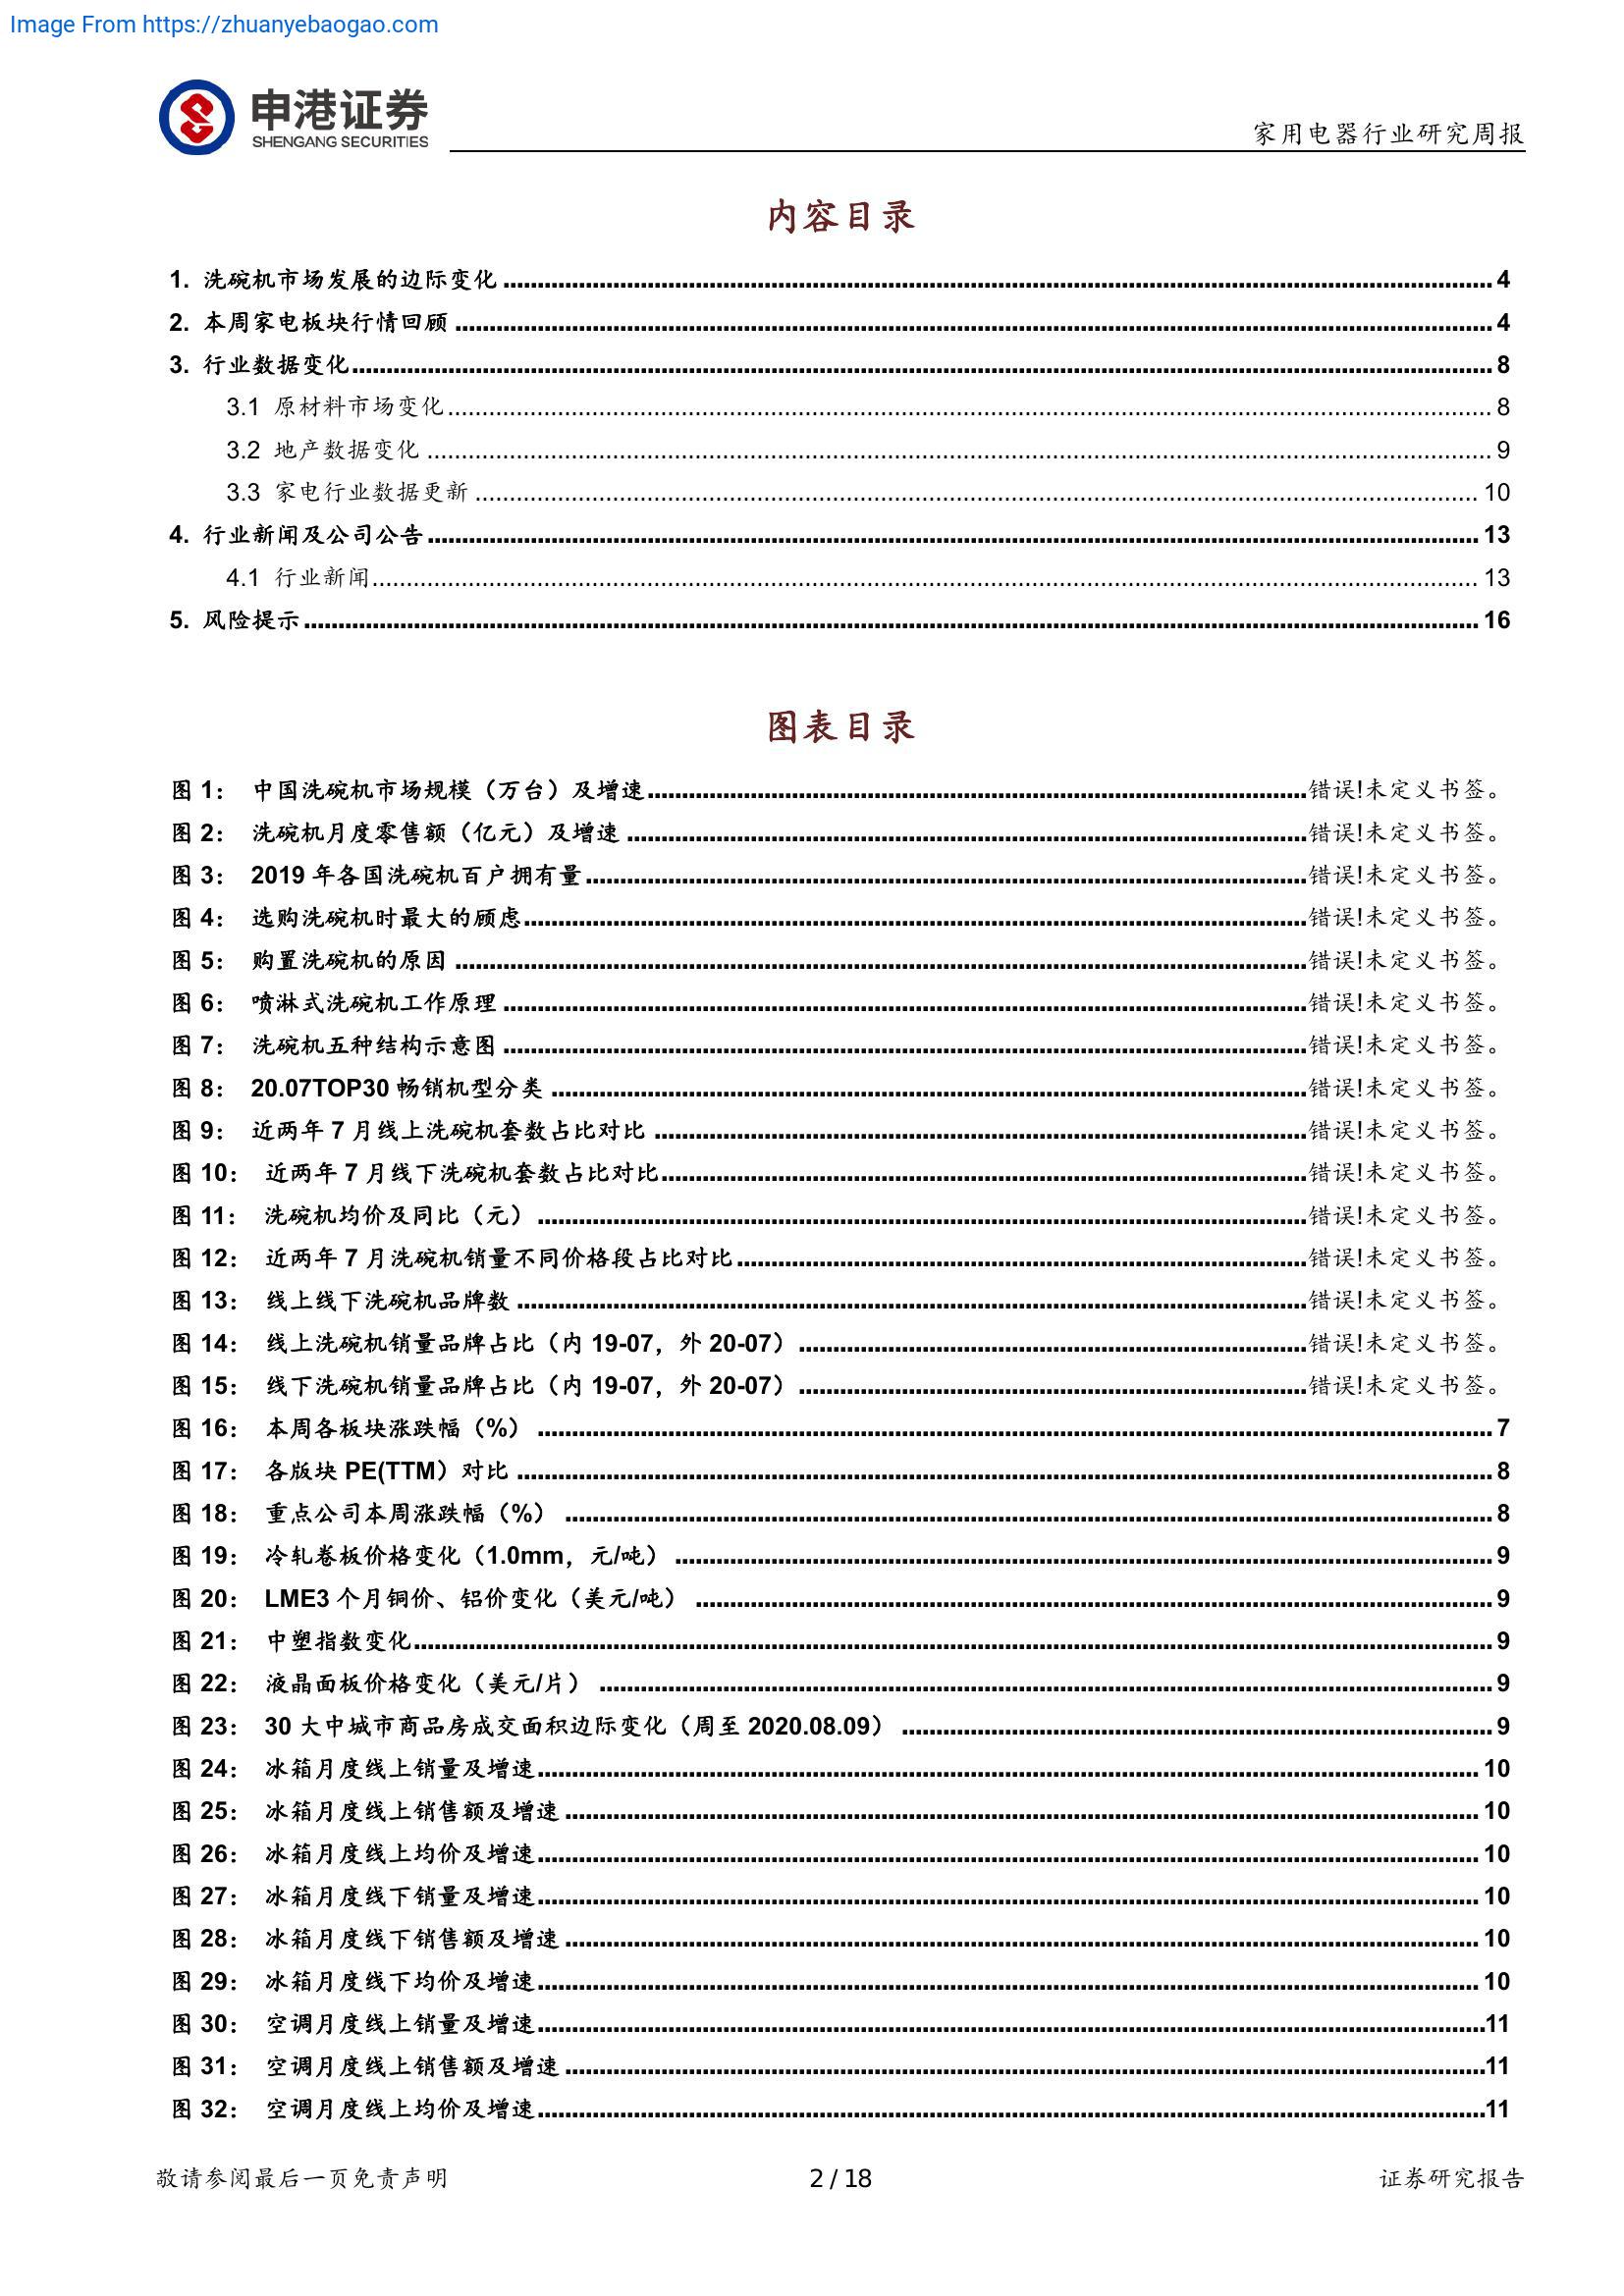 Image From https://zhuanyebaogao.com
申港证券
SHENGANG SECURITIES
家用电器行业研究周报
内容目录
1. 洗碗机市场发展的边际变化 4
2. 本周家电板块行情回顾 4
3. 行业数据变化 8
3.1 原材料市场变化 8
3.2 地产数据变化 9
3.3 家电行业数据更新 10
4. 行业新闻及公司公告 13
4.1 行业新闻 13
5. 风险提示 16
图表目录
图 1： 中国洗碗机市场规模（万台）及增速 错误!未定义书签。
图 2： 洗碗机月度零售额（亿元）及增速 错误!未定义书签。
图 3： 2019 年各国洗碗机百户拥有量 错误!未定义书签。
图 4： 选购洗碗机时最大的顾虑 错误!未定义书签。
图 5： 购置洗碗机的原因 错误!未定义书签。
图 6： 喷淋式洗碗机工作原理 错误!未定义书签。
图 7： 洗碗机五种结构示意图 错误!未定义书签。
图 8： 20.07TOP30 畅销机型分类 错误!未定义书签。
图 9： 近两年 7 月线上洗碗机套数占比对比 错误!未定义书签。
图 10： 近两年 7 月线下洗碗机套数占比对比 错误!未定义书签。
图 11： 洗碗机均价及同比（元） 错误!未定义书签。
图 12： 近两年 7 月洗碗机销量不同价格段占比对比 错误!未定义书签。
图 13： 线上线下洗碗机品牌数 错误!未定义书签。
图 14： 线上洗碗机销量品牌占比（内 19-07，外 20-07） 错误!未定义书签。
图 15： 线下洗碗机销量品牌占比（内 19-07，外 20-07） 错误!未定义书签。
图 16： 本周各板块涨跌幅（%） 7
图 17： 各版块 PE(TTM）对比 8
图 18： 重点公司本周涨跌幅（%） 8
图 19： 冷轧卷板价格变化（1.0mm，元/吨） 9
图 20： LME3 个月铜价、铝价变化（美元/吨） 9
图 21： 中塑指数变化 9
图 22： 液晶面板价格变化（美元/片） 9
图 23： 30 大中城市商品房成交面积边际变化（周至 2020.08.09） 9
图 24： 冰箱月度线上销量及增速 10
图 25： 冰箱月度线上销售额及增速 10
图 26： 冰箱月度线上均价及增速 10
图 27： 冰箱月度线下销量及增速 10
图 28： 冰箱月度线下销售额及增速 10
图 29： 冰箱月度线下均价及增速 10
图 30： 空调月度线上销量及增速 11
图 31： 空调月度线上销售额及增速 11
图 32： 空调月度线上均价及增速 11
敬请参阅最后一页免责声明
2 / 18
证券研究报告